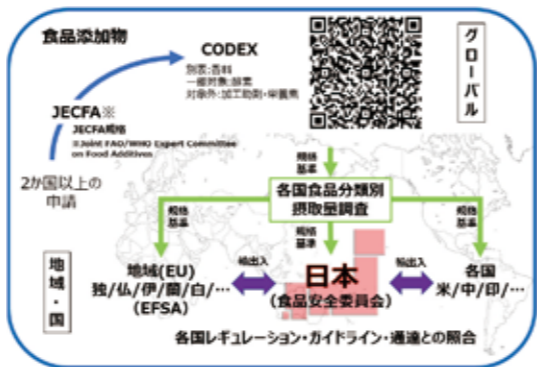 食品添加物
CODEX
別表:香料
一般対象:酵素
対象外:加工助剤・栄養素
グローバル
JECFA※
JECFA規格
※Joint FAO/WHO Expert Committee
on Food Additives
2か国以上の
申請
規格
基準
各国食品分類別
摂取量調査
規格
基準
規格
基準
規格
基準
地域・国
地域(EU)
独/仏/伊/蘭/白/…
(EFSA)
輸出入
日本
(食品安全委員会)
輸出入
各国
米/中/印/…
各国レギュレーション・ガイドライン・通達との照合